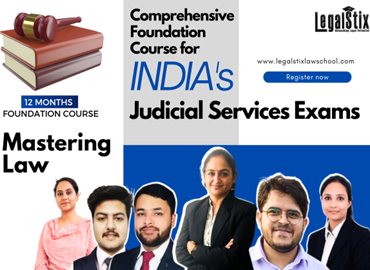 Comprehensive
Foundation
Course for
INDIA's
Judicial Services Exams
LegalStix
www.legalstixlawschool.com
Register now
12 MONTHS
FOUNDATION COURSE
Mastering
Law